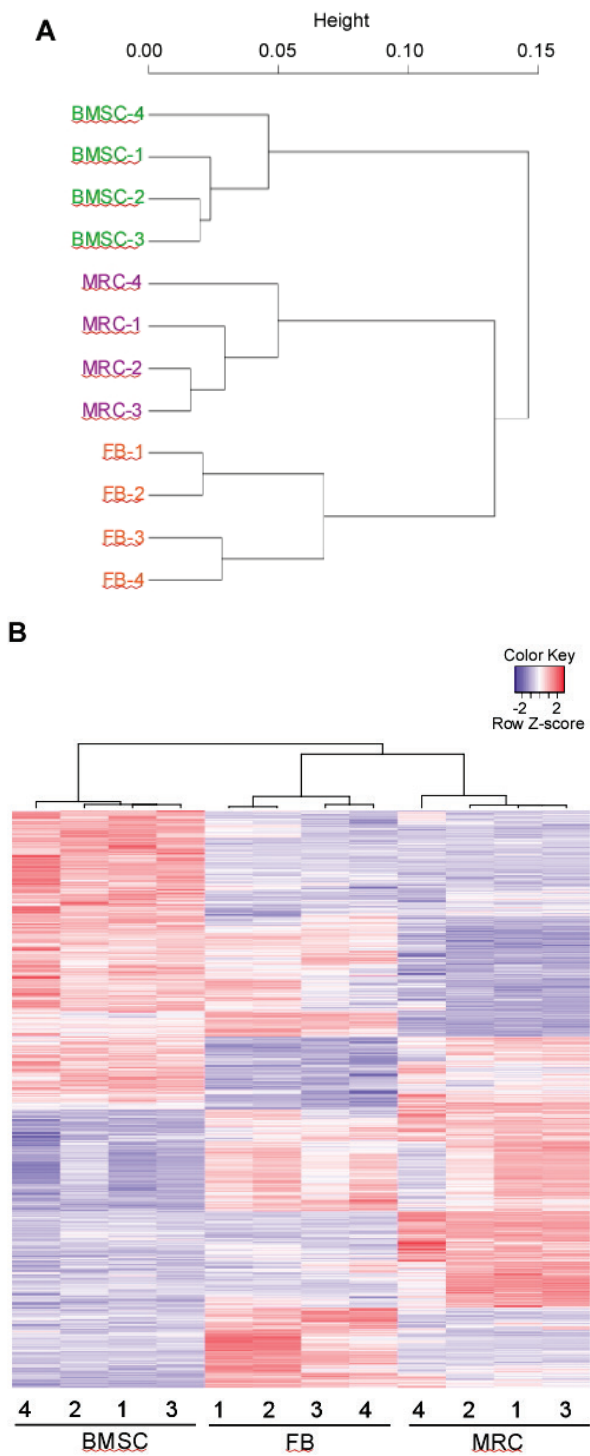 A
Height
0.00 0.05 0.10 0.15
BMSC-4
BMSC-1
BMSC-2
BMSC-3
MRC-4
MRC-1
MRC-2
MRC-3
FB-1
FB-2
FB-3
FB-4
B
Color Key
-2 2
Row Z-score
4 2 1 3 1 2 3 4 4 2 1 3
BMSC FB MRC